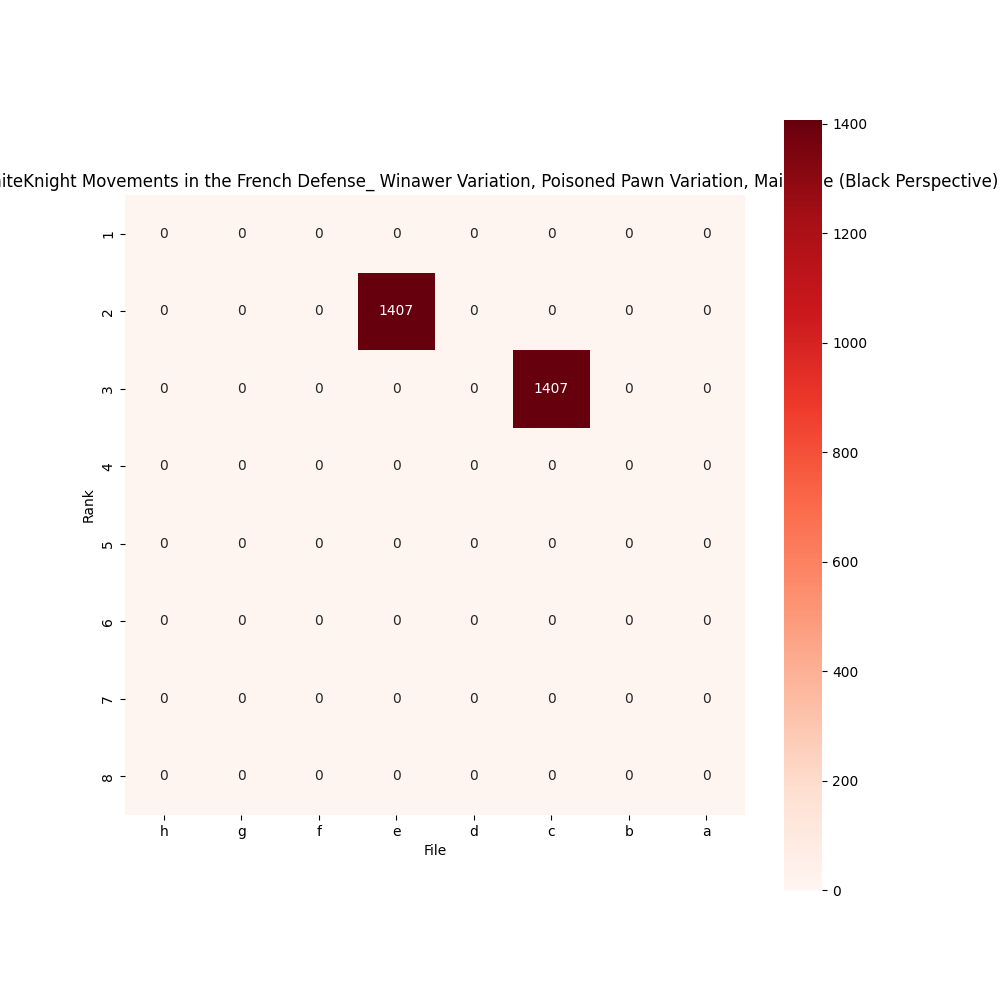 iteKnight Movements in the French Defense_ Winawer Variation, Poisoned Pawn Variation, (Black Perspective)
Rank
1 0 0 0 0 0 0 0 0
2 0 0 0 1407 0 0 0 0
3 0 0 0 0 0 1407 0 0
4 0 0 0 0 0 0 0 0
5 0 0 0 0 0 0 0 0
6 0 0 0 0 0 0 0 0
7 0 0 0 0 0 0 0 0
8 0 0 0 0 0 0 0 0
h g f e d c b a
File
1400
1200
1000
800
600
400
200
0